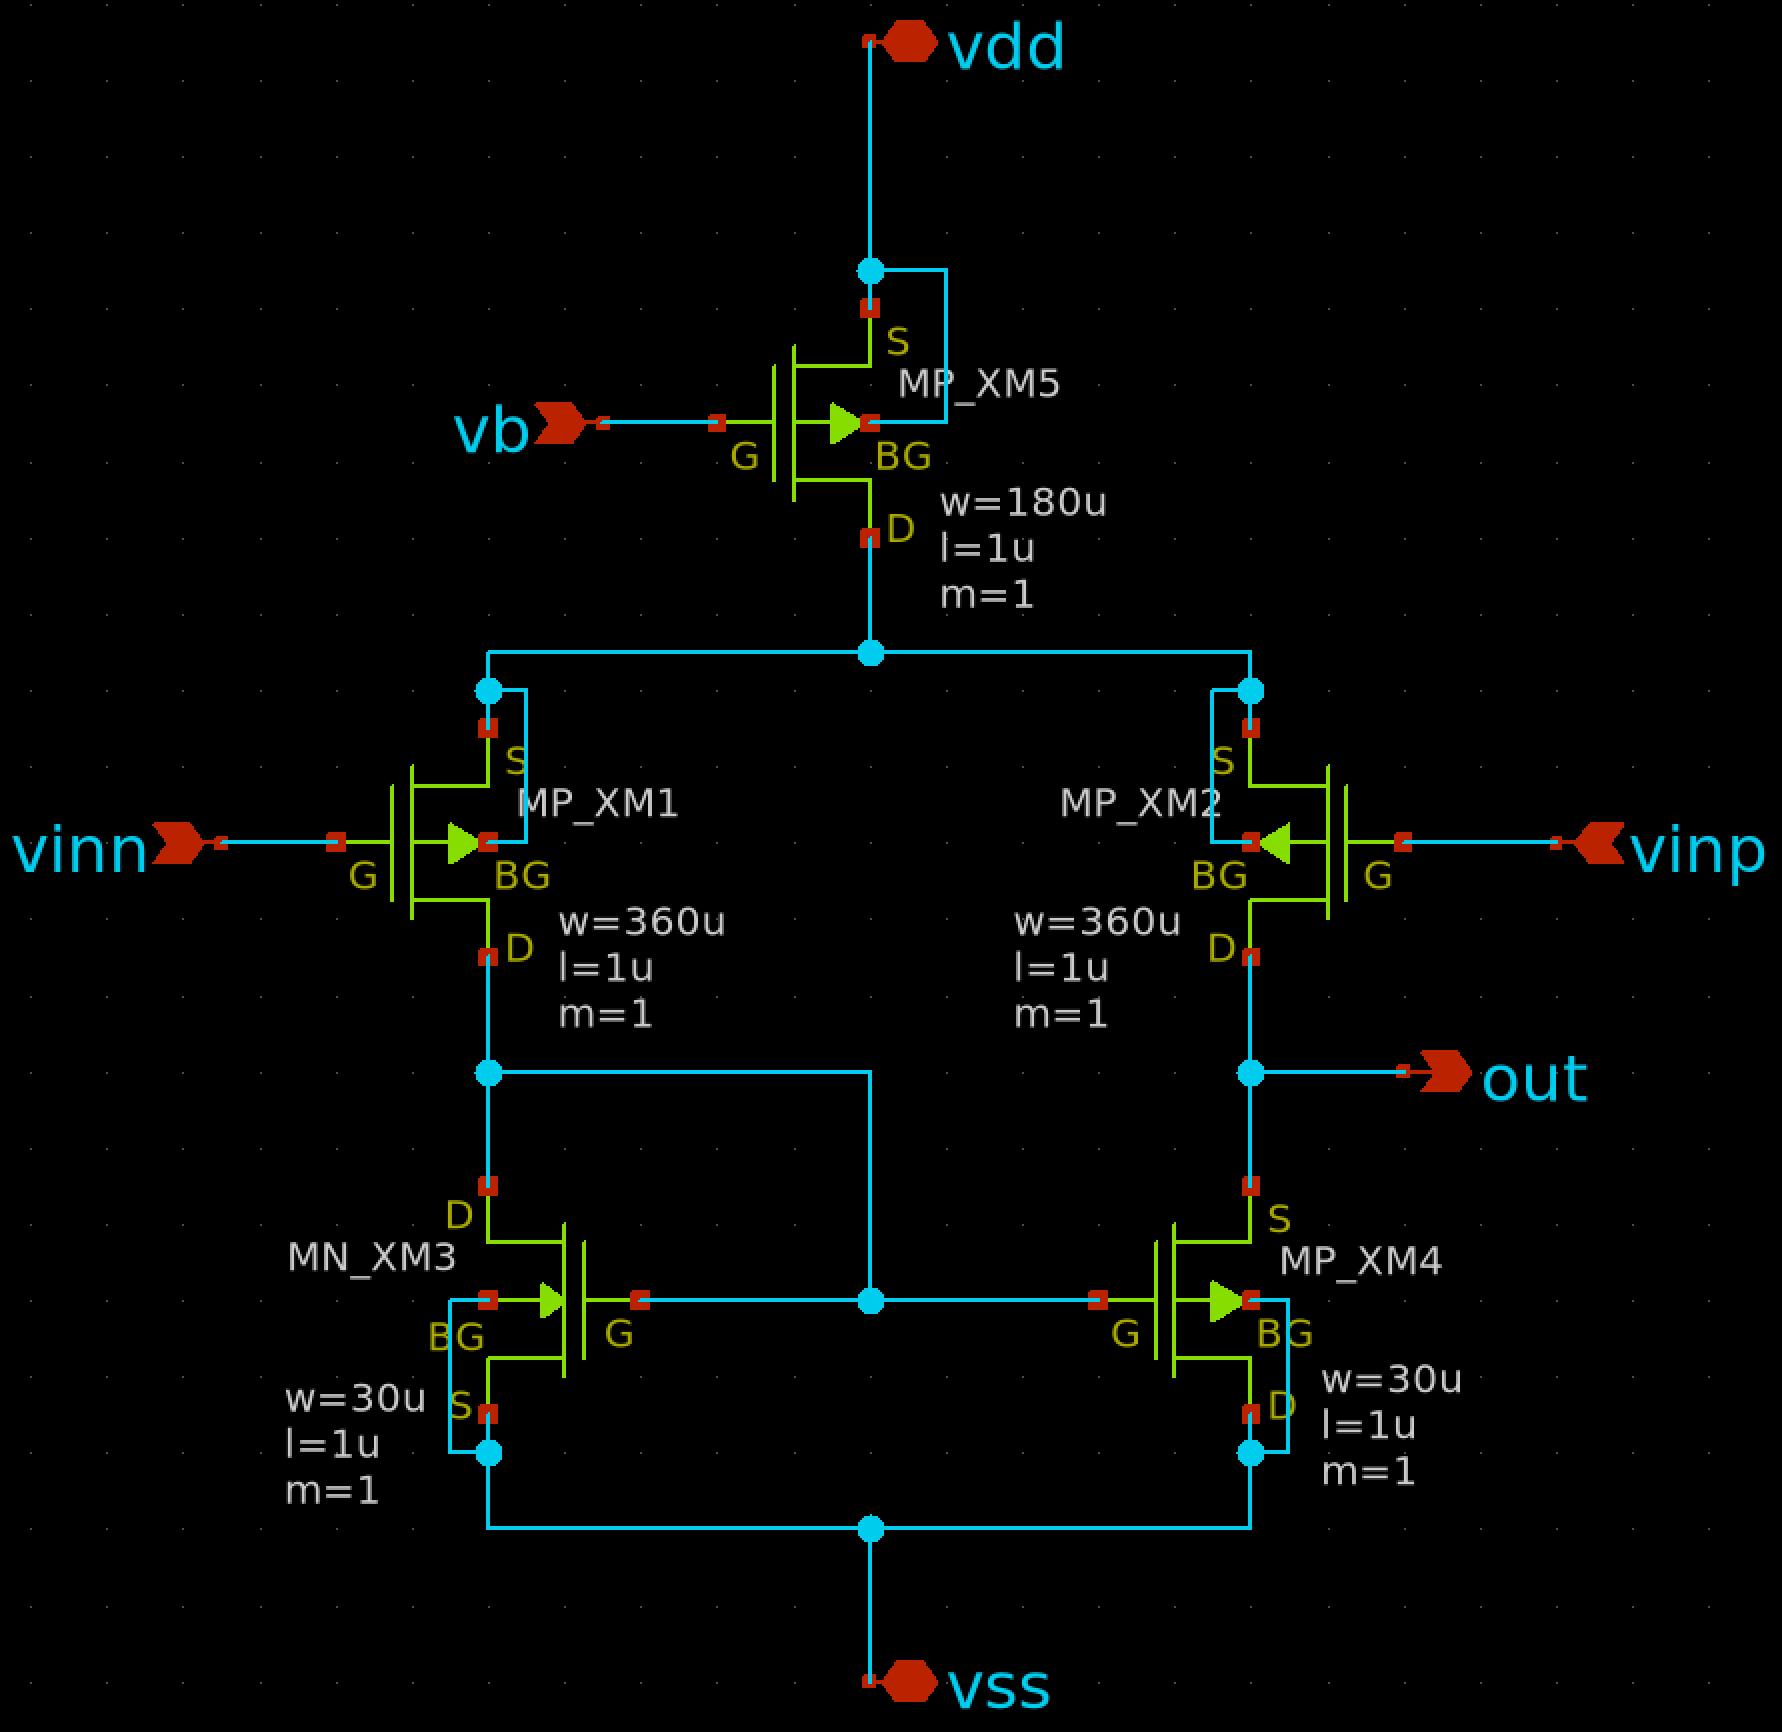 vdd
S
MP_XM5
vb
G
BG
w=180u
D
l=1u
m=1
S
MP_XM1
vinn
G
BG
w=360u
D
l=1u
m=1
S
MP_XM2
vinp
BG
G
w=360u
D
l=1u
m=1
out
D
MN_XM3
BG
G
w=30u
S
l=1u
m=1
S
MP_XM4
G
BG
w=30u
D
l=1u
m=1
vss